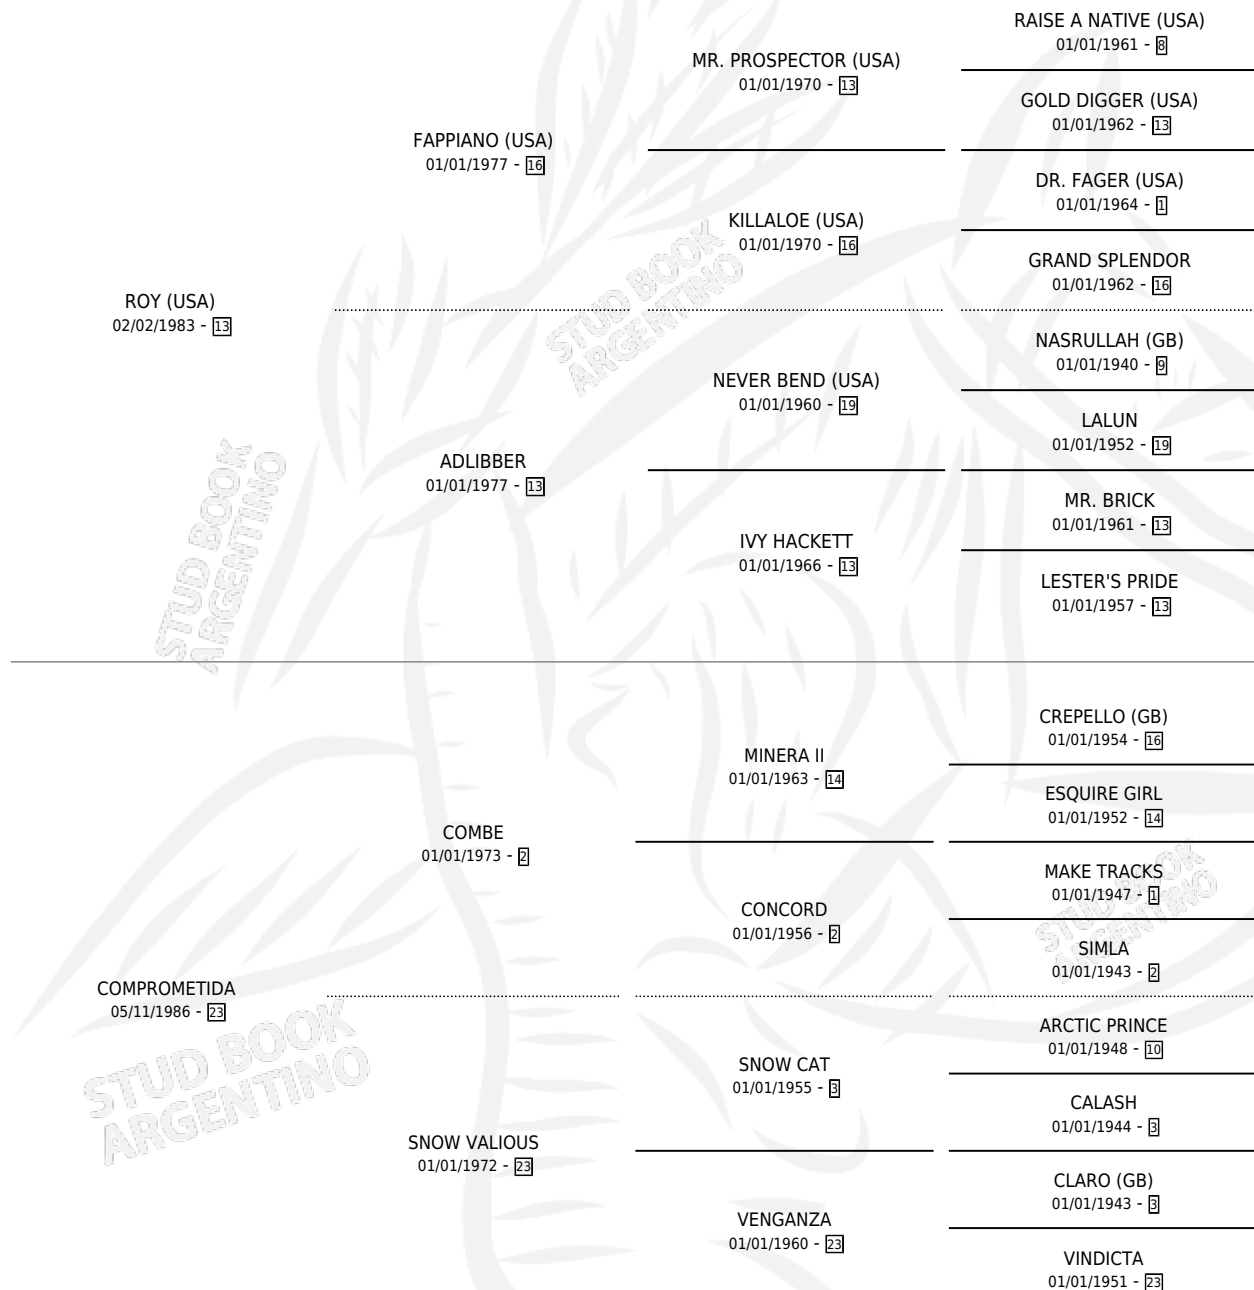 RAISE A NATIVE (USA)
01/01/1961 - 8
MR. PROSPECTOR (USA)
01/01/1970 - 13
GOLD DIGGER (USA)
01/01/1962 - 13
FAPPIANO (USA)
01/01/1977 - 16
DR. FAGER (USA)
01/01/1964 - 1
KILLALOE (USA)
01/01/1970 - 16
GRAND SPLENDOR
01/01/1962 - 16
ROY (USA)
02/02/1983 - 13
NASRULLAH (GB)
01/01/1940 - 9
NEVER BEND (USA)
01/01/1960 - 19
LALUN
01/01/1952 - 19
ADLIBBER
01/01/1977 - 13
MR. BRICK
01/01/1961 - 13
IVY HACKETT
01/01/1966 - 13
LESTER'S PRIDE
01/01/1957 - 13
CREPELLO (GB)
01/01/1954 - 16
MINERA II
01/01/1963 - 14
ESQUIRE GIRL
01/01/1952 - 14
COMBE
01/01/1973 - 2
MAKE TRACKS
01/01/1947 - 1
CONCORD
01/01/1956 - 2
SIMLA
01/01/1943 - 2
COMPROMETIDA
05/11/1986 - 23
ARCTIC PRINCE
01/01/1948 - 10
SNOW CAT
01/01/1955 - 3
CALASH
01/01/1944 - 3
SNOW VALIOUS
01/01/1972 - 23
CLARO (GB)
01/01/1943 - 3
VENGANZA
01/01/1960 - 23
VINDICTA
01/01/1951 - 23
STUD BOOK
ARGENTINO
STUD BOOK
ARGENTINO
STUD BOOK
ARGENTINO
STUD BOOK
ARGENTINO